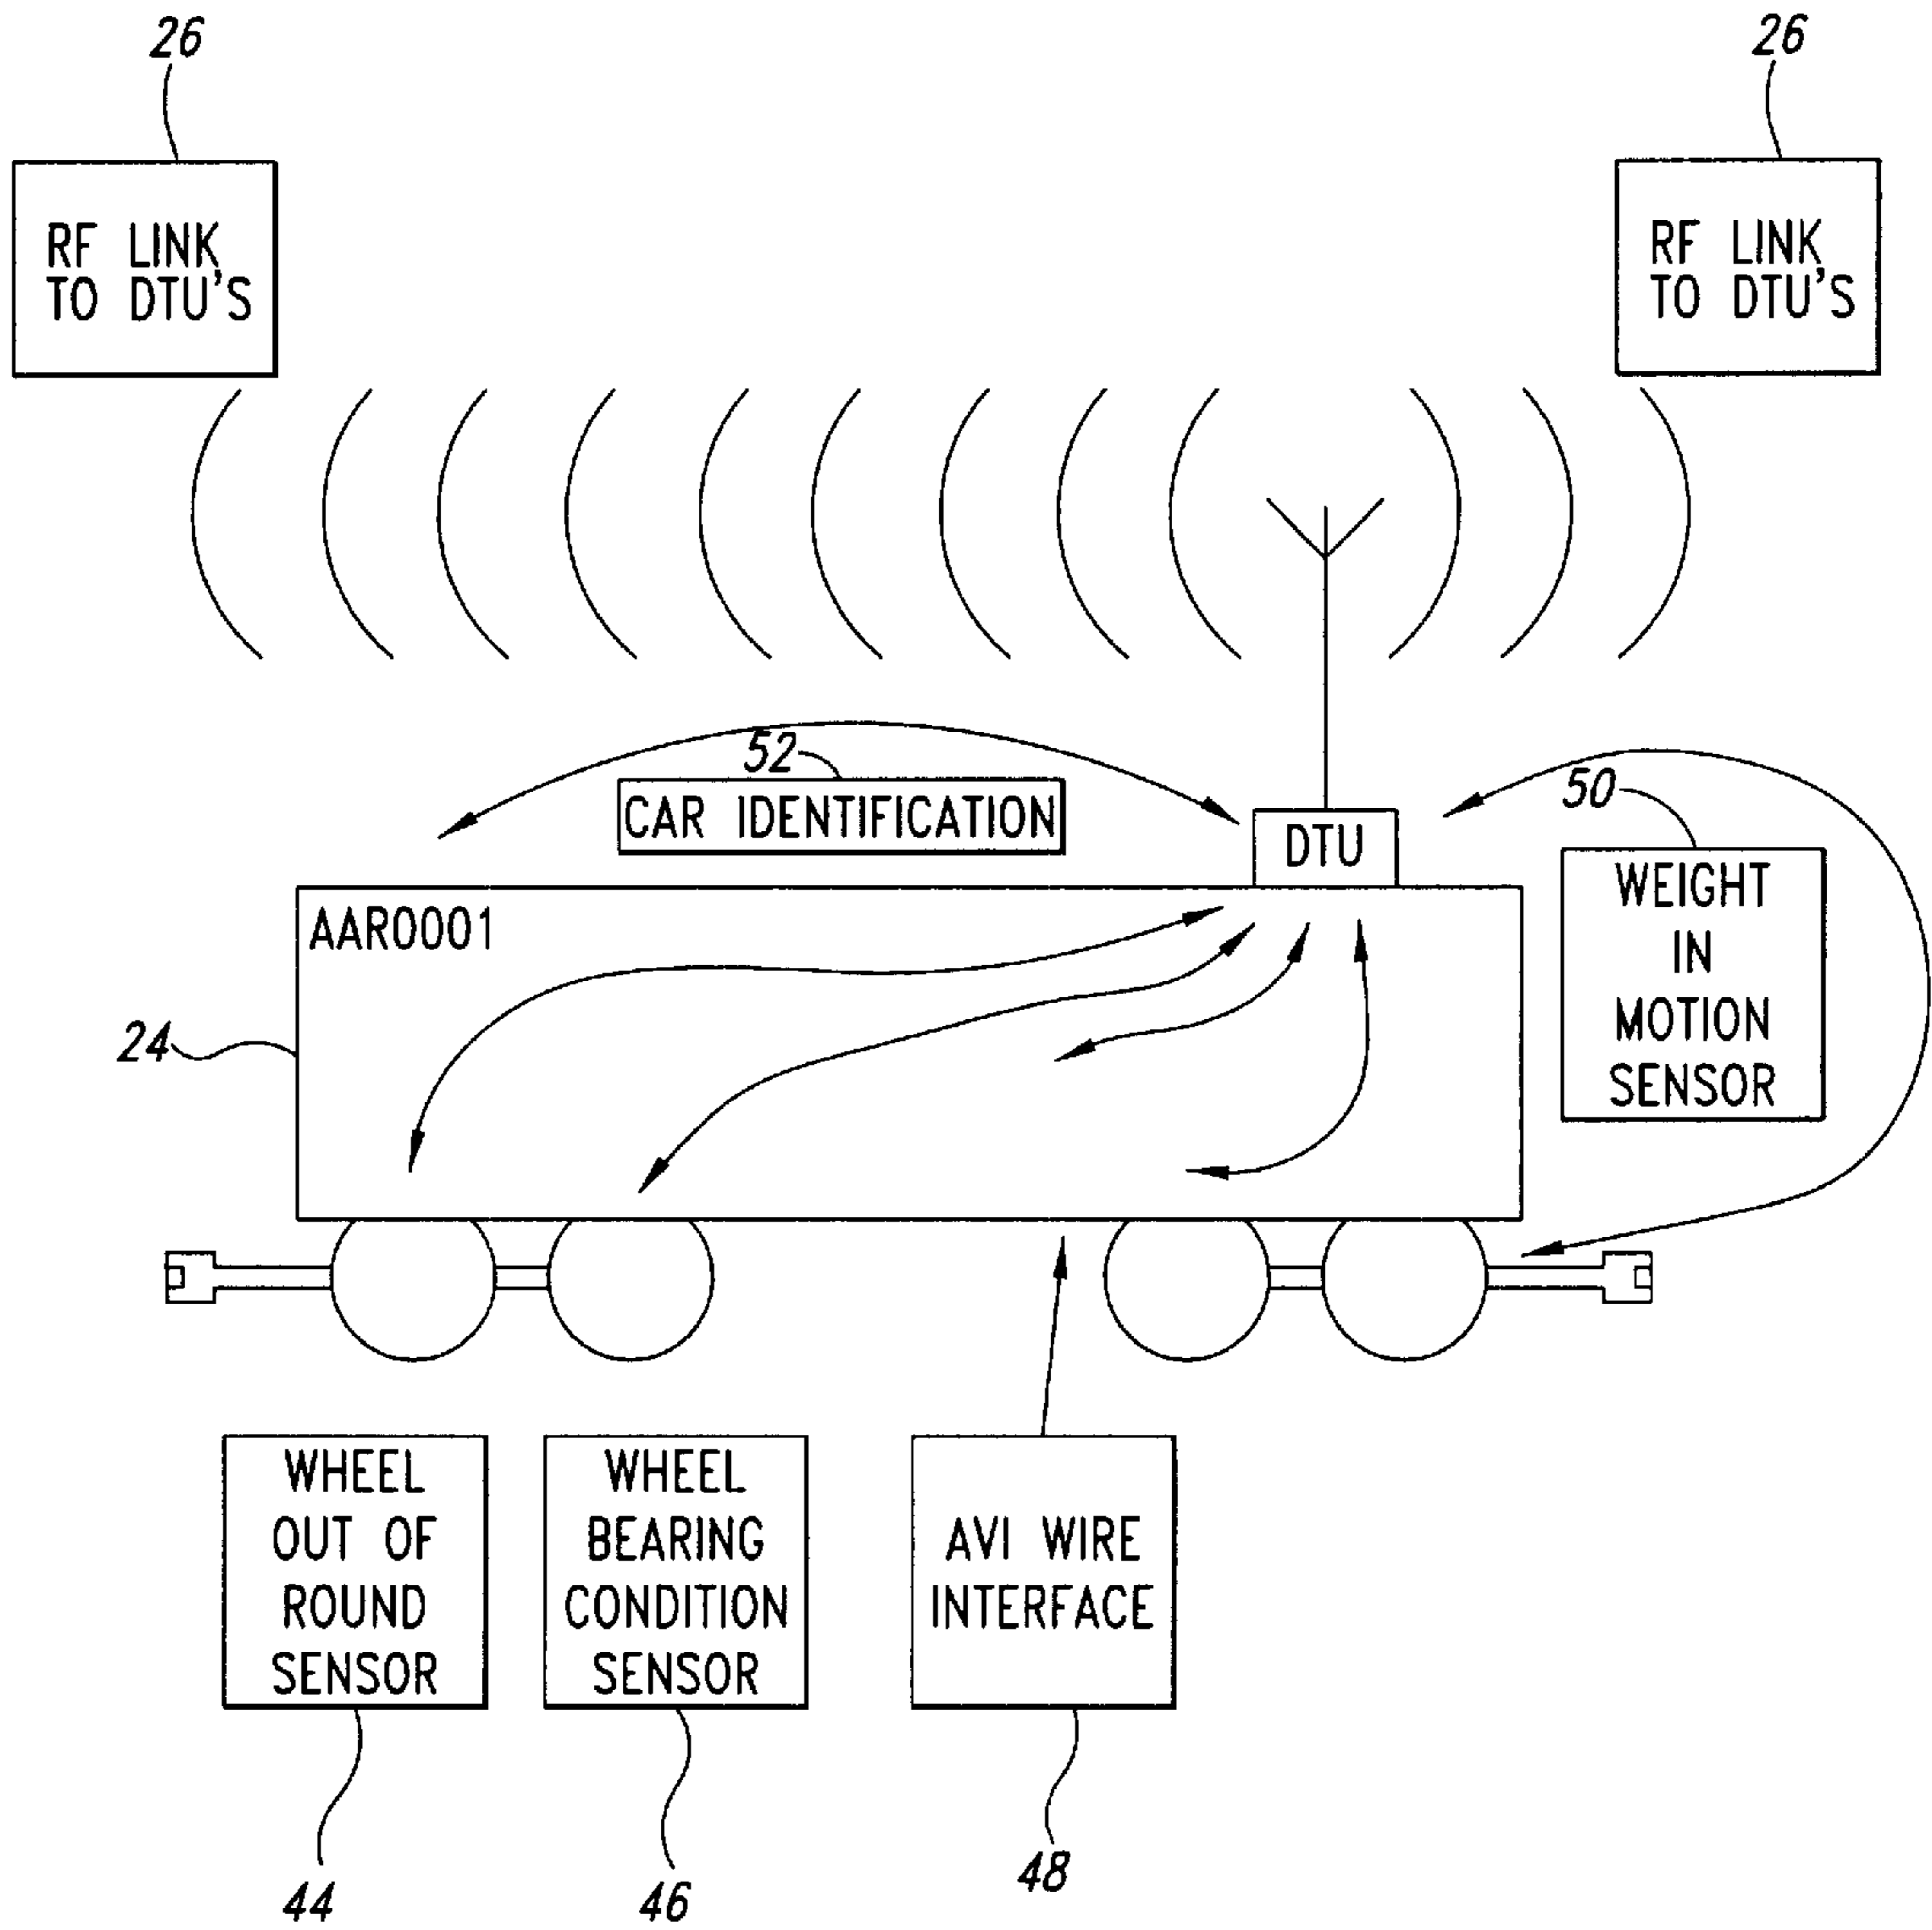 26
26
RF LINK
TO DTU'S
RF LINK
TO DTU'S
52
CAR IDENTIFICATION
DTU
50
WEIGHT
IN
MOTION
SENSOR
AAR0001
24
WHEEL
OUT OF
ROUND
SENSOR
WHEEL
BEARING
CONDITION
SENSOR
AVI WIRE
INTERFACE
44
46
48